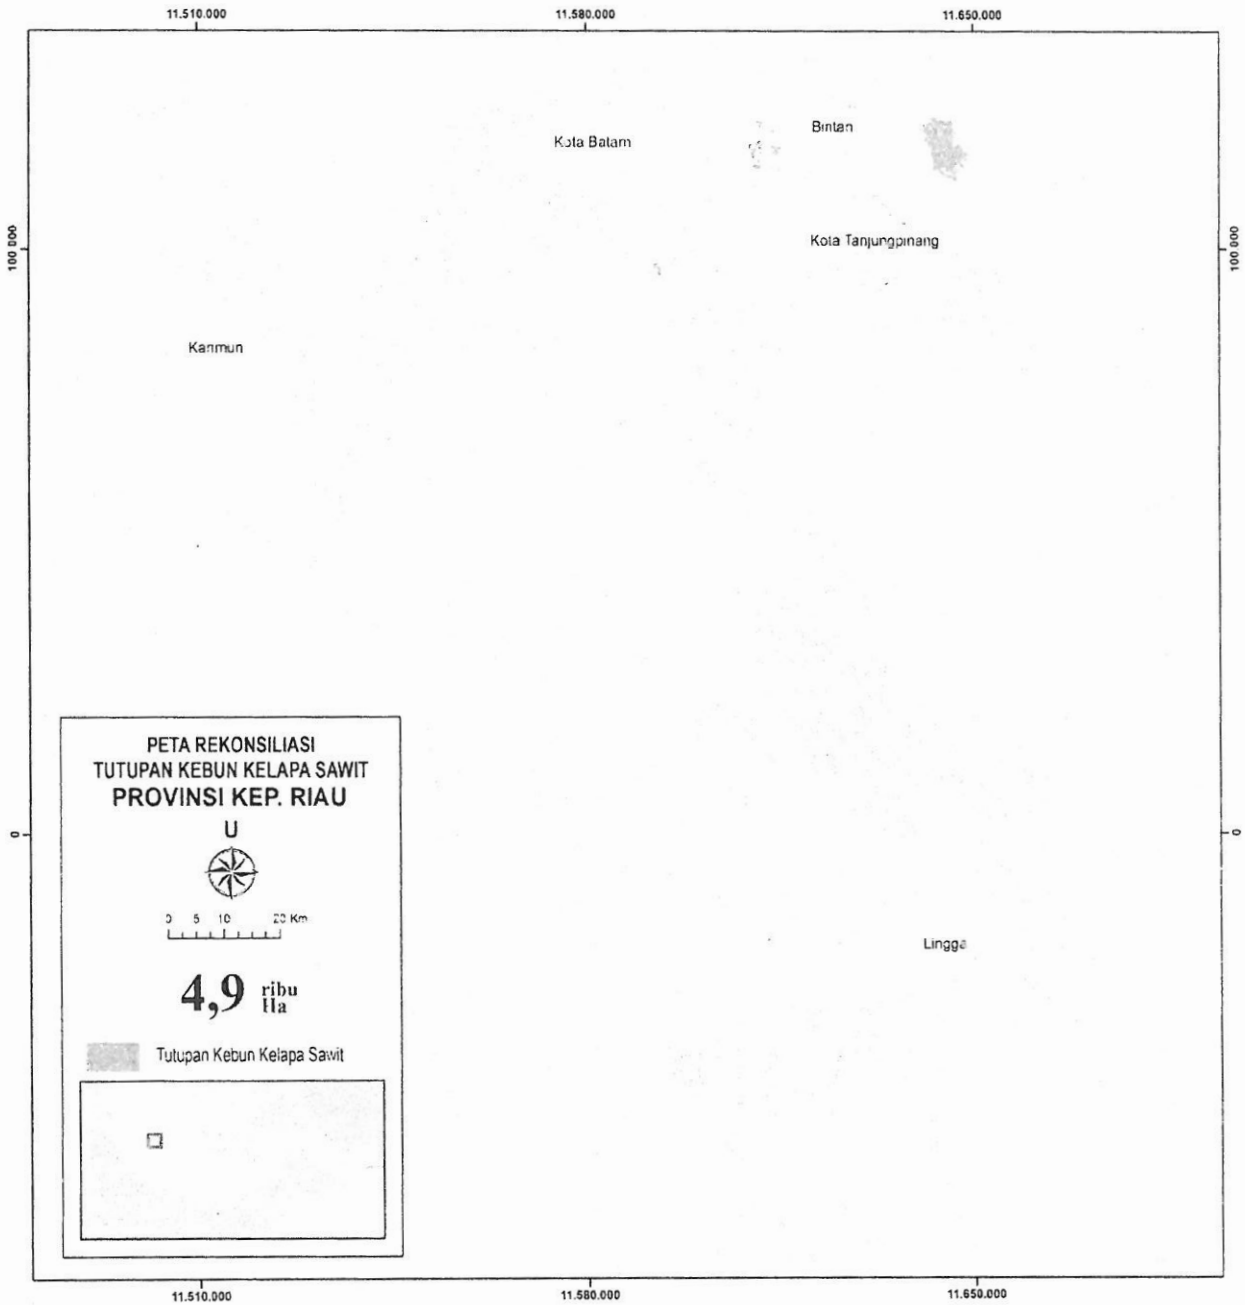 11.510.000 11.580.000 11.650.000
Bintan
Kota Batam
Kota Tanjungpinang
100.000 100.000
Karimun
PETA REKONSILIASI
TUTUPAN KEBUN KELAPA SAWIT
PROVINSI KEP. RIAU
U
0 0
0 5 10 20 Km
Lingga
4,9 ribu
Ha
Tutupan Kebun Kelapa Sawit
11.510.000 11.580.000 11.650.000